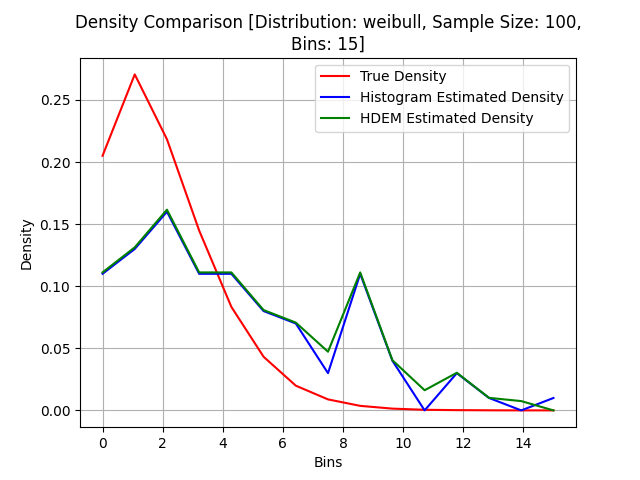 Density Comparison [Distribution: weibull, Sample Size: 100,
Bins: 15]
True Density
Histogram Estimated Density
HDEM Estimated Density
Density
0.25
0.20
0.15
0.10
0.05
0.00
0 2 4 6 8 10 12 14
Bins